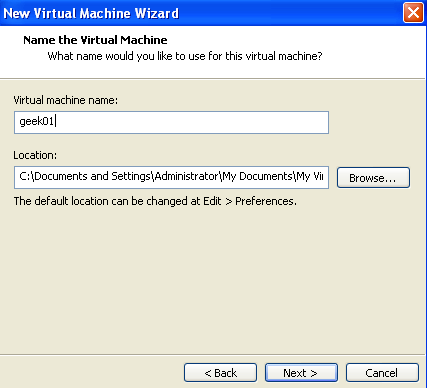 New Virtual Machine Wizard
Name the Virtual Machine
What name would you like to use for this virtual machine?
Virtual machine name:
geek01
Location:
C:\Documents and Settings\Administrator\My Documents\My Vir
Browse...
The default location can be changed at Edit > Preferences.
< Back
Next >
Cancel